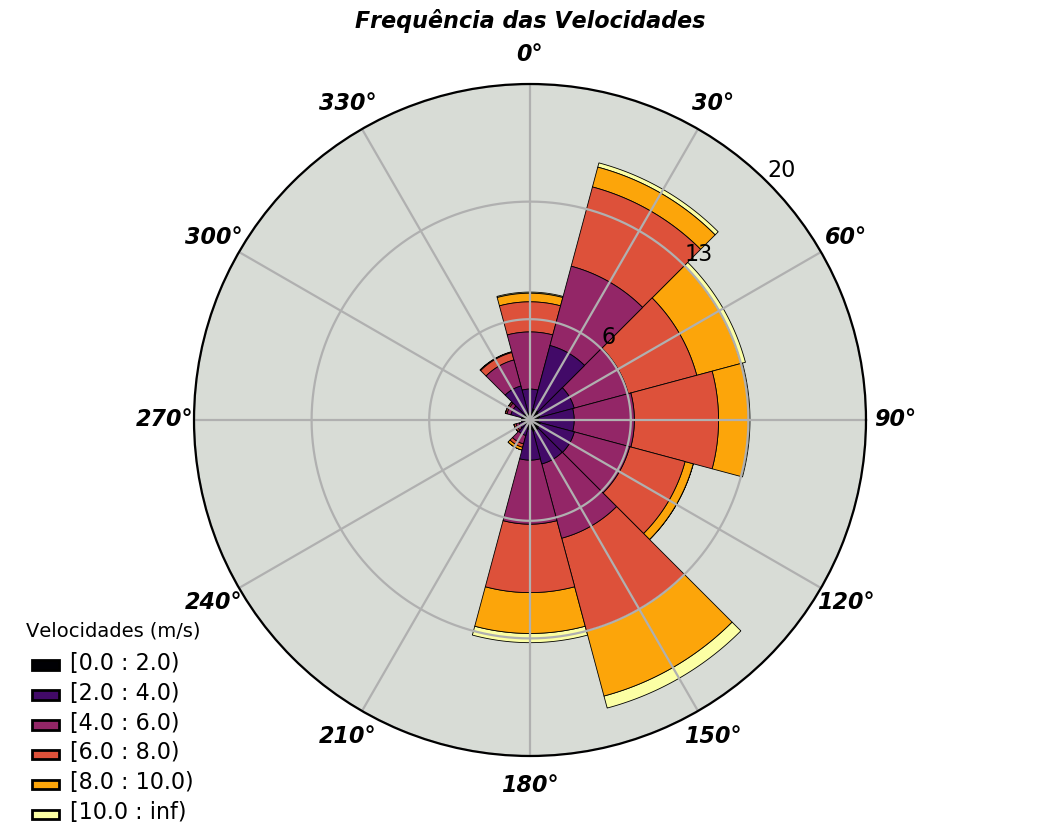 Frequência das Velocidades
0°
330°
30°
20
300°
60°
13
6
270°
90°
240°
120°
210°
150°
180°
Velocidades (m/s)
[0.0 : 2.0)
[2.0 : 4.0)
[4.0 : 6.0)
[6.0 : 8.0)
[8.0 : 10.0)
[10.0 : inf)